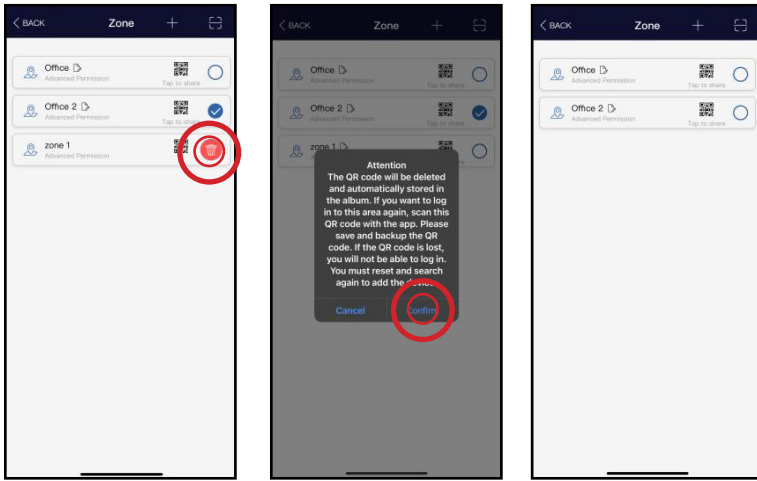 BACK Zone
Office
Advanced Permission
Tap to share
Office 2
Advanced Permission
Tap to share
zone 1
Advanced Permission
BACK Zone
Office
Advanced Permission
Tap to share
Office 2
Advanced Permission
Tap to share
zone 1
Attention
The QR code will be deleted
and automatically stored in
the album. If you want to log
in to this area again, scan this
QR code with the app. Please
save and backup the QR
code. If the QR code is lost,
you will not be able to log in.
You must reset and search
again to add the device.
Cancel Confirm
BACK Zone
Office
Advanced Permission
Tap to share
Office 2
Advanced Permission
Tap to share